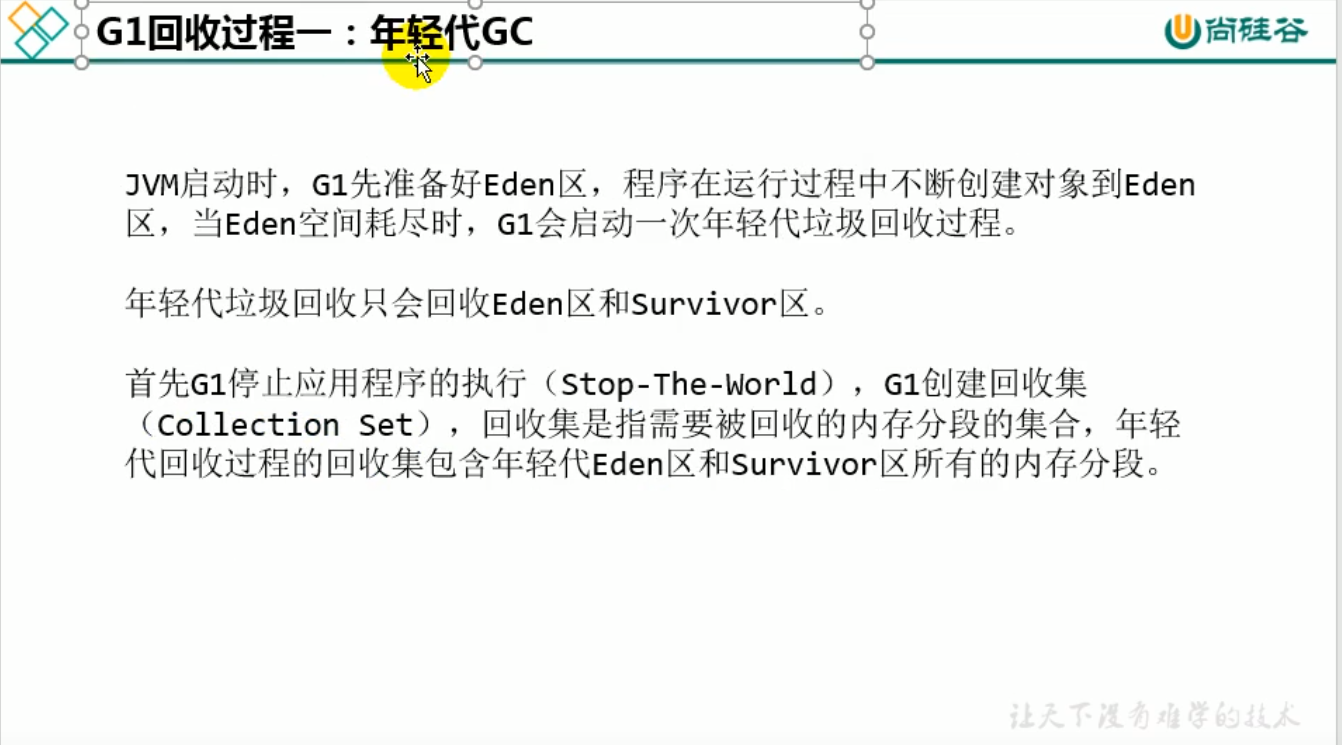 G1回收过程一：年轻代GC
尚硅谷
JVM启动时，G1先准备好Eden区，程序在运行过程中不断创建对象到Eden
区，当Eden空间耗尽时，G1会启动一次年轻代垃圾回收过程。
年轻代垃圾回收只会回收Eden区和Survivor区。
首先G1停止应用程序的执行（Stop-The-World），G1创建回收集
（Collection Set），回收集是指需要被回收的内存分段的集合，年轻
代回收过程的回收集包含年轻代Eden区和Survivor区所有的内存分段。
让天下没有难学的技术